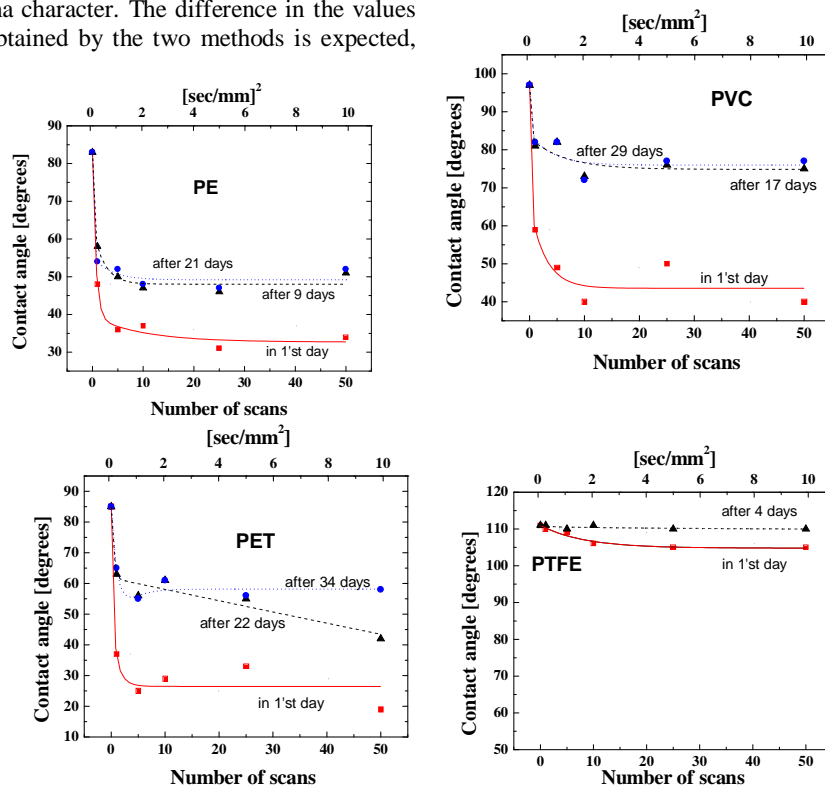 na character. The difference in the values
btained by the two methods is expected,
[sec/mm]2
0 2 4 6 8 10
90
80
70
60
50
40
30
Contact angle [degrees]
PE
after 21 days
after 9 days
in 1'st day
0 10 20 30 40 50
Number of scans
[sec/mm2]
0 2 4 6 8 10
100
90
80
70
60
50
40
Contact angle [degrees]
PVC
after 29 days
after 17 days
in 1'st day
0 10 20 30 40 50
Number of scans
[sec/mm2]
0 2 4 6 8 10
90
80
70
60
50
40
30
20
10
Contact angle [degrees]
PET
after 34 days
after 22 days
in 1'st day
0 10 20 30 40 50
Number of scans
[sec/mm2]
0 2 4 6 8 10
120
110
100
90
80
70
60
50
Contact angle [degrees]
after 4 days
in 1'st day
PTFE
0 10 20 30 40 50
Number of scans